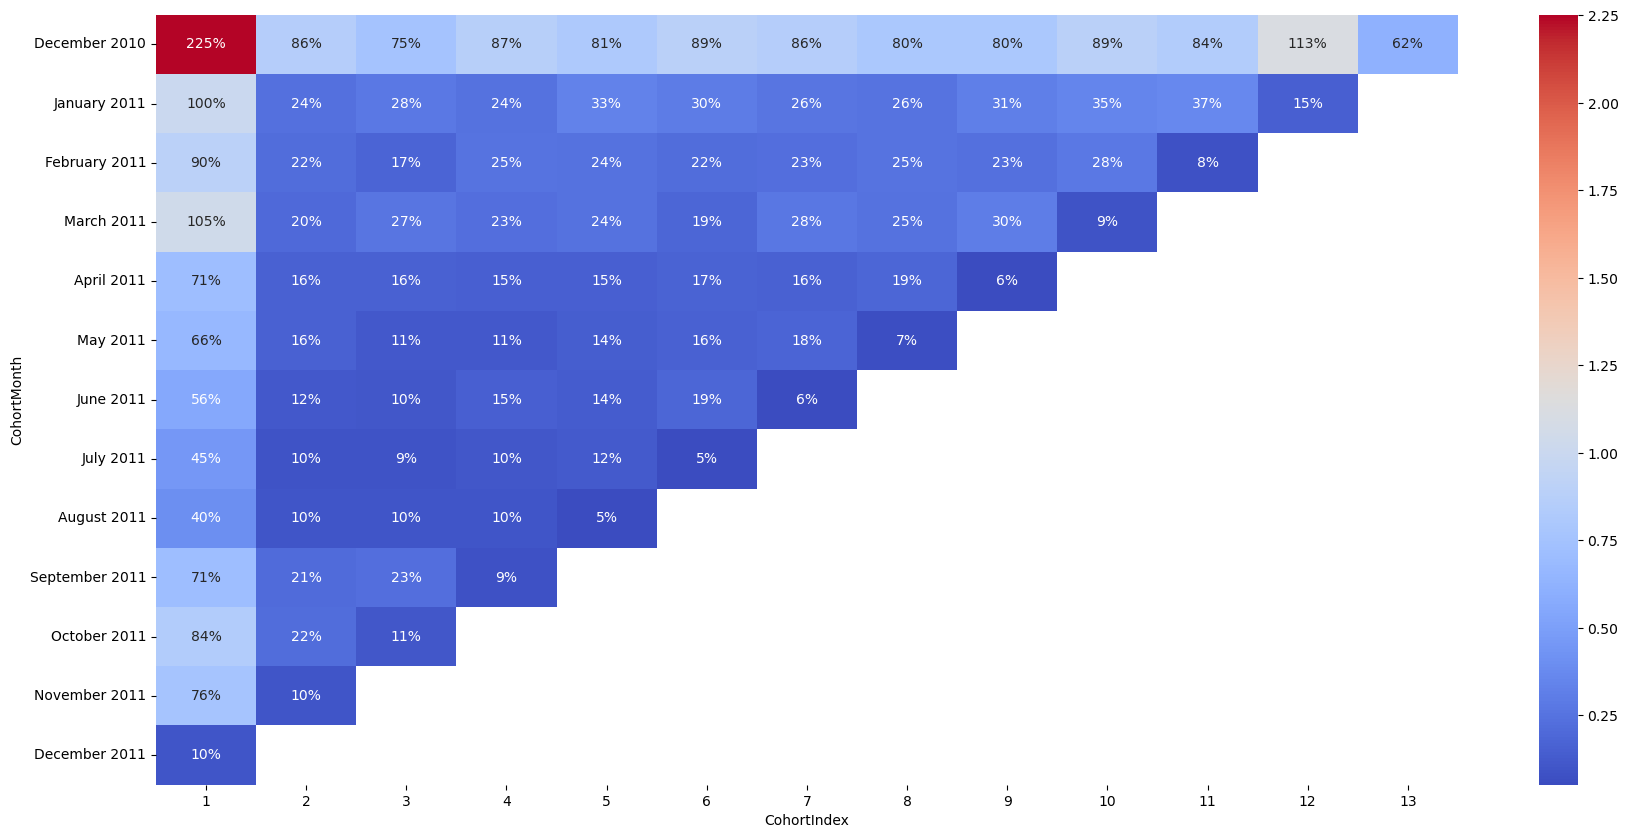 December 2010 225% 86% 75% 87% 81% 89% 86% 80% 80% 89% 84% 113% 62%
January 2011 100% 24% 28% 24% 33% 30% 26% 26% 31% 35% 37% 15%
February 2011 90% 22% 17% 25% 24% 22% 23% 25% 23% 28% 8%
March 2011 105% 20% 27% 23% 24% 19% 28% 25% 30% 9%
April 2011 71% 16% 16% 15% 15% 17% 16% 19% 6%
May 2011 66% 16% 11% 11% 14% 16% 18% 7%
June 2011 56% 12% 10% 15% 14% 19% 6%
July 2011 45% 10% 9% 10% 12% 5%
August 2011 40% 10% 10% 10% 5%
September 2011 71% 21% 23% 9%
October 2011 84% 22% 11%
November 2011 76% 10%
December 2011 10%
1 2 3 4 5 6 7 8 9 10 11 12 13
CohortIndex
CohortMonth
2.25
2.00
1.75
1.50
1.25
1.00
0.75
0.50
0.25